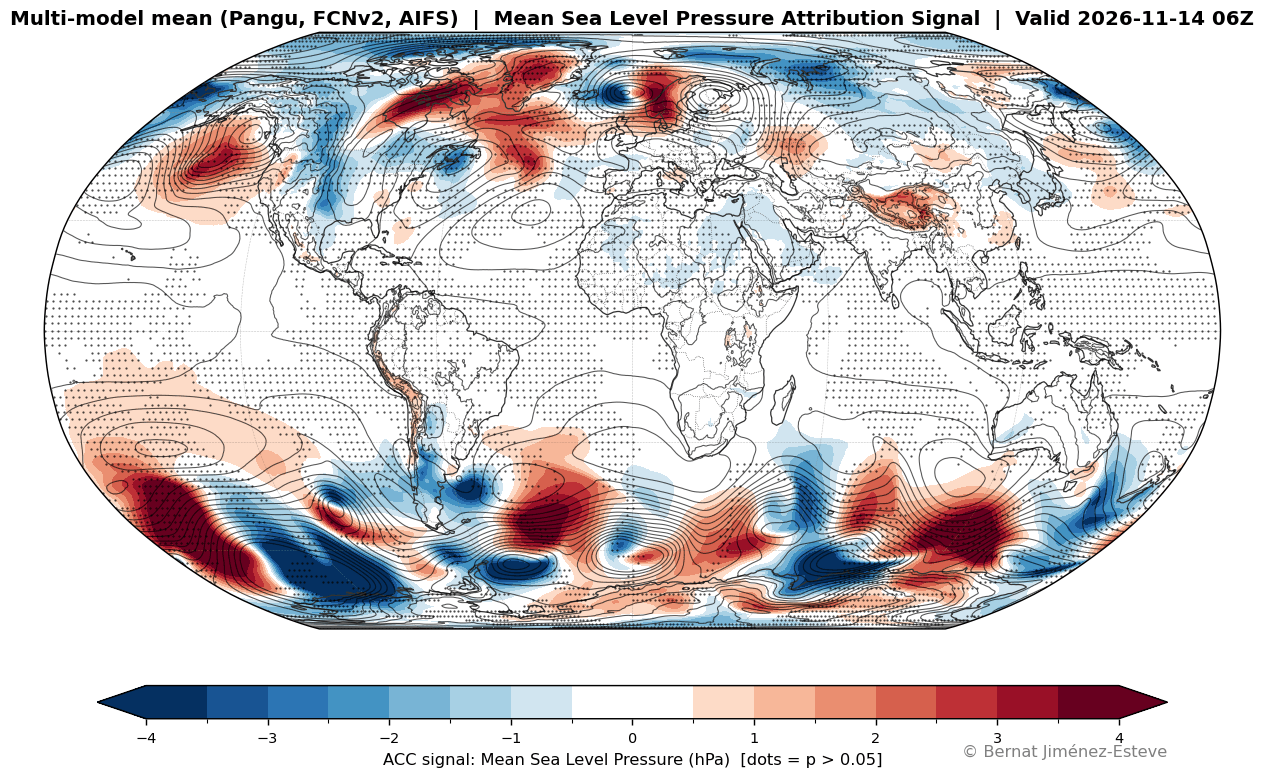 Multi-model mean (Pangu, FCNv2, AIFS)  |  Mean Sea Level Pressure Attribution Signal  |  Valid 2026-11-14 06Z
−4 −3 −2 −1 0 1 2 3 4
ACC signal: Mean Sea Level Pressure (hPa)  [dots = p > 0.05]
© Bernat Jiménez-Esteve